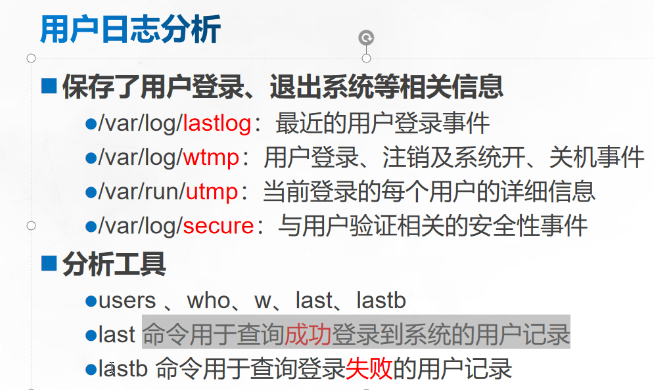 用户日志分析
保存了用户登录、退出系统等相关信息
/var/log/lastlog：最近的用户登录事件
/var/log/wtmp：用户登录、注销及系统开、关机事件
/var/run/utmp：当前登录的每个用户的详细信息
/var/log/secure：与用户验证相关的安全性事件
分析工具
users 、who、w、last、lastb
last 命令用于查询成功登录到系统的用户记录
lastb 命令用于查询登录失败的用户记录